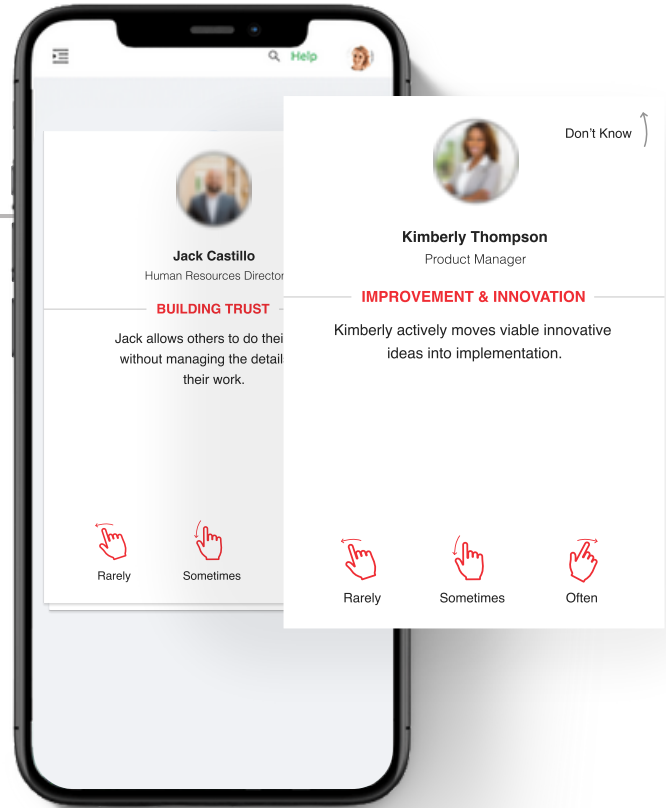 Help
Jack Castillo
Human Resources Director
BUILDING TRUST
Jack allows others to do thei
without managing the detail
their work.
Rarely
Sometimes
Don't Know
Kimberly Thompson
Product Manager
IMPROVEMENT & INNOVATION
Kimberly actively moves viable innovative
ideas into implementation.
Rarely
Sometimes
Often